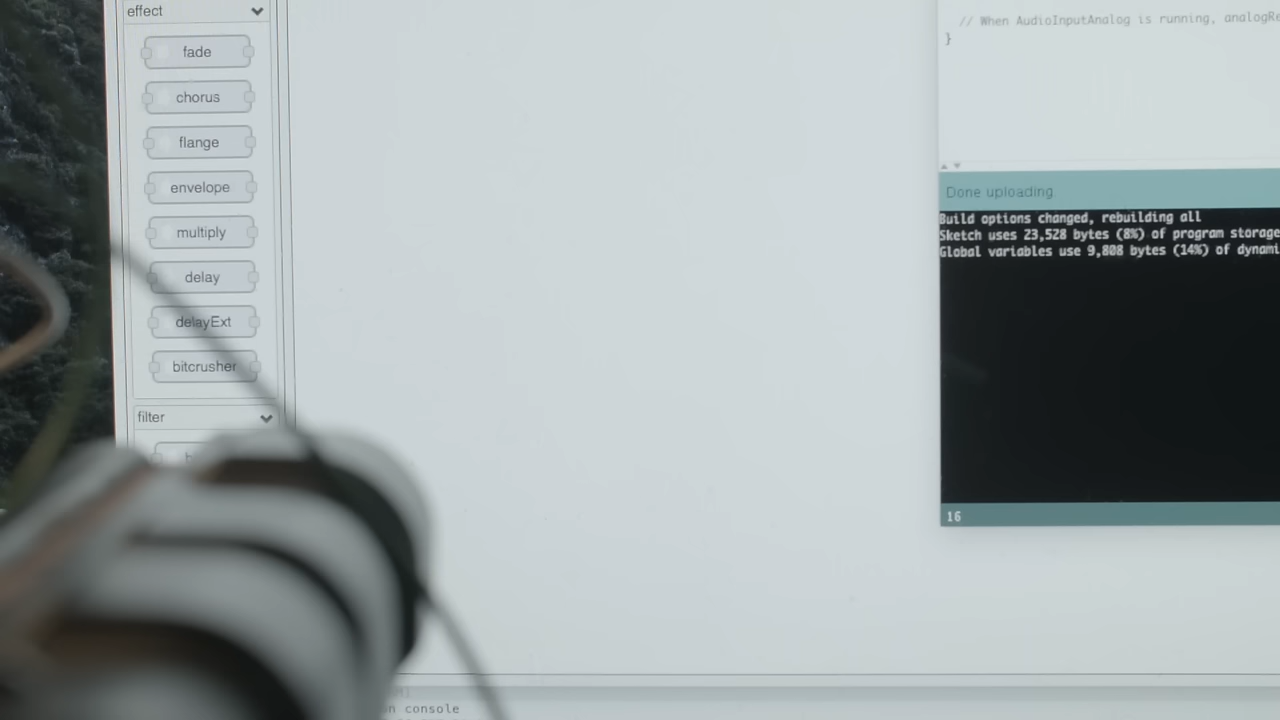 effect
fade
chorus
flange
envelope
multiply
delay
delayExt
bitcrusher
filter
// When AudioInputAnalog is running, analogRe
}
Done uploading.
Build options changed, rebuilding all
Sketch uses 23,528 bytes (8%) of program storage
Global variables use 9,808 bytes (14%) of dynami
16
console